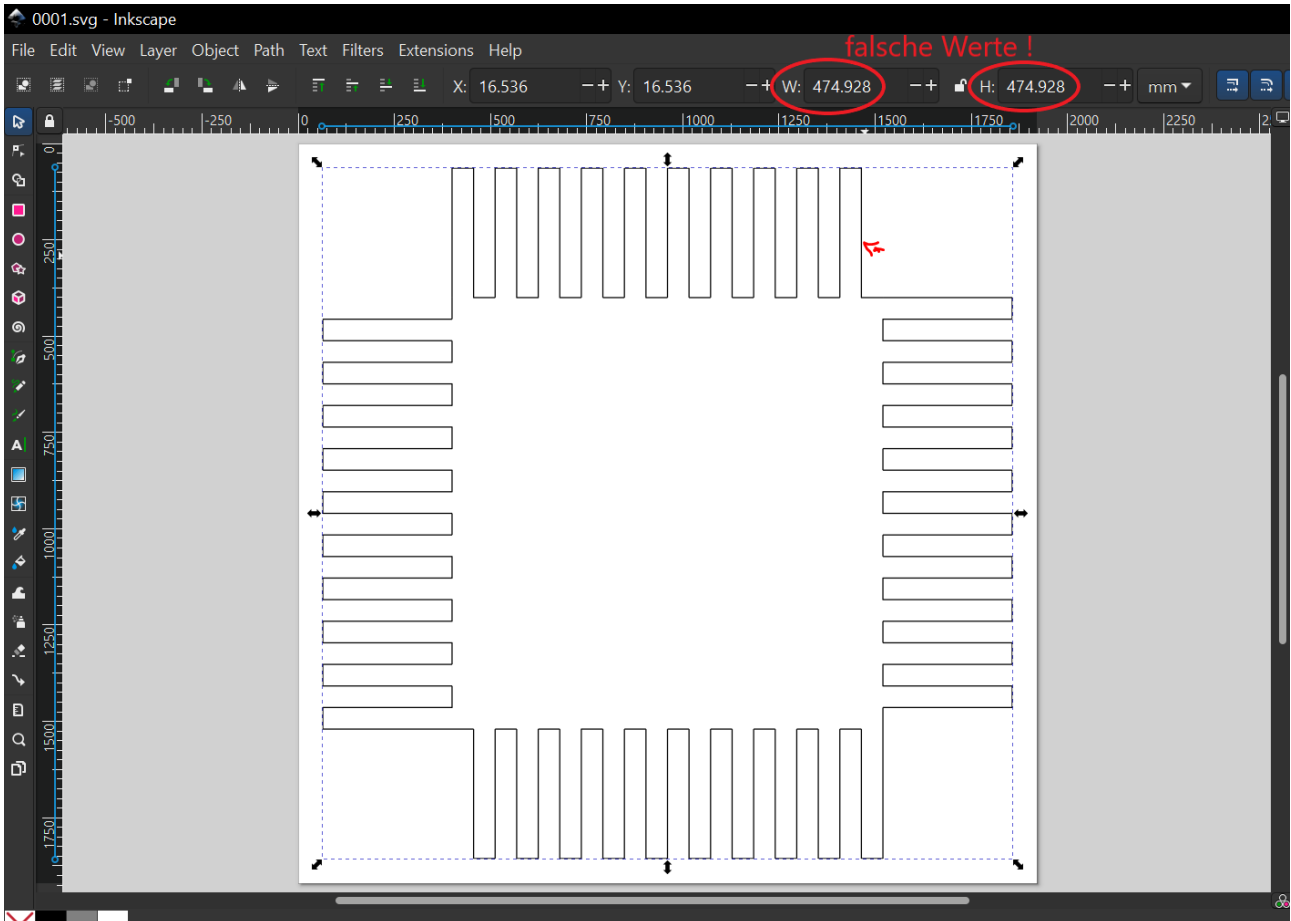 0001.svg - Inkscape
File Edit View Layer Object Path Text Filters Extensions Help
falsche Werte !
X: 16.536 Y: 16.536 W: 474.928 H: 474.928 mm
-500 -250 0 250 500 750 1000 1250 1500 1750 2000 2250
0
250
500
750
1000
1250
1500
1750